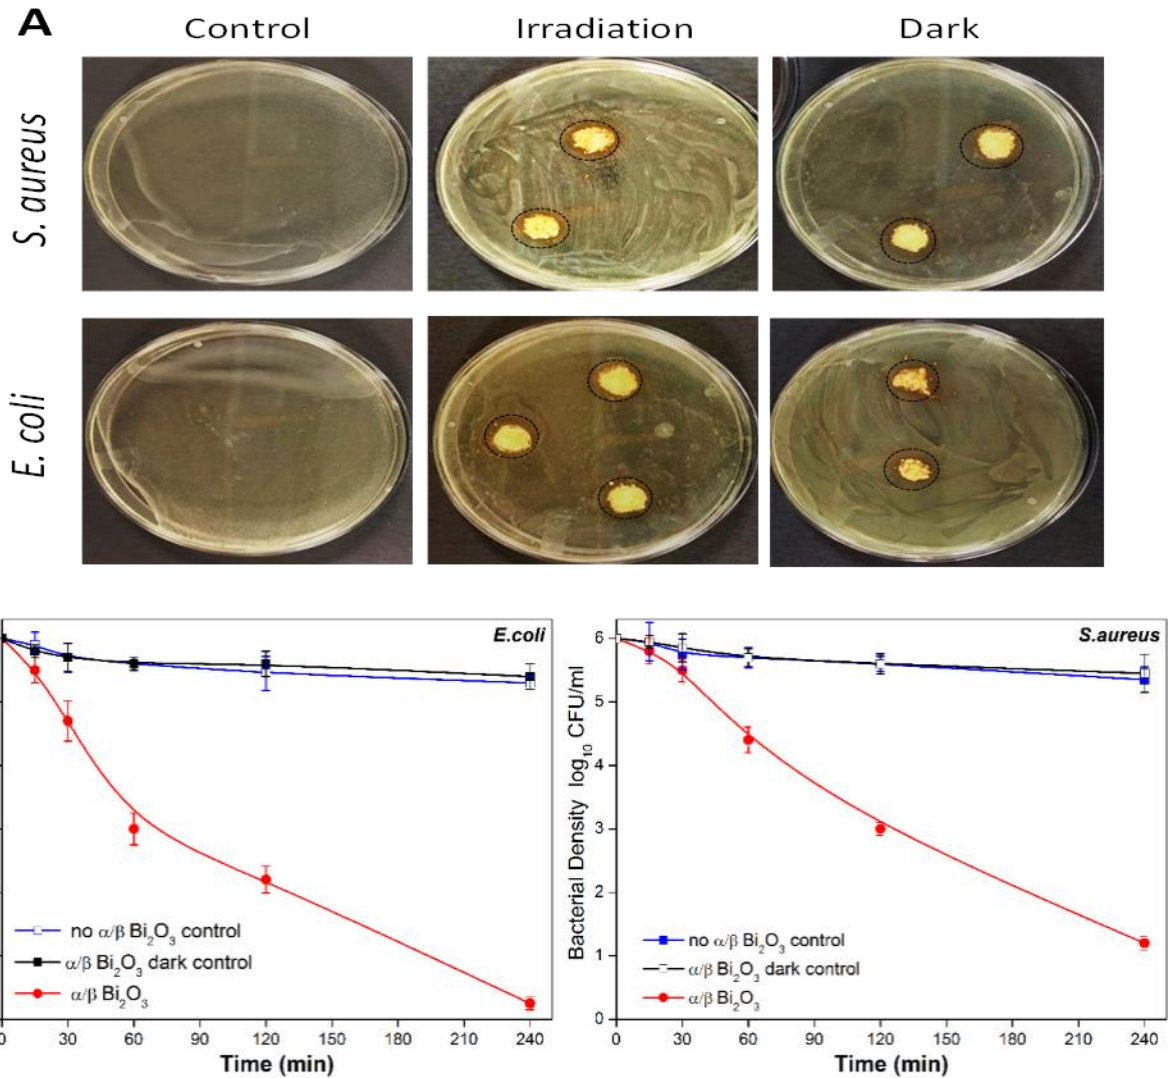 A
Control Irradiation Dark
S. aureus
E. coli
E.coli
no α/β Bi₂O₃ control
α/β Bi₂O₃ dark control
α/β Bi₂O₃
0 30 60 90 120 150 180 210 240
Time (min)
S.aureus
Bacterial Density log₁₀ CFU/ml
6
5
4
3
2
1
0
no α/β Bi₂O₃ control
α/β Bi₂O₃ dark control
α/β Bi₂O₃
0 30 60 90 120 150 180 210 240
Time (min)